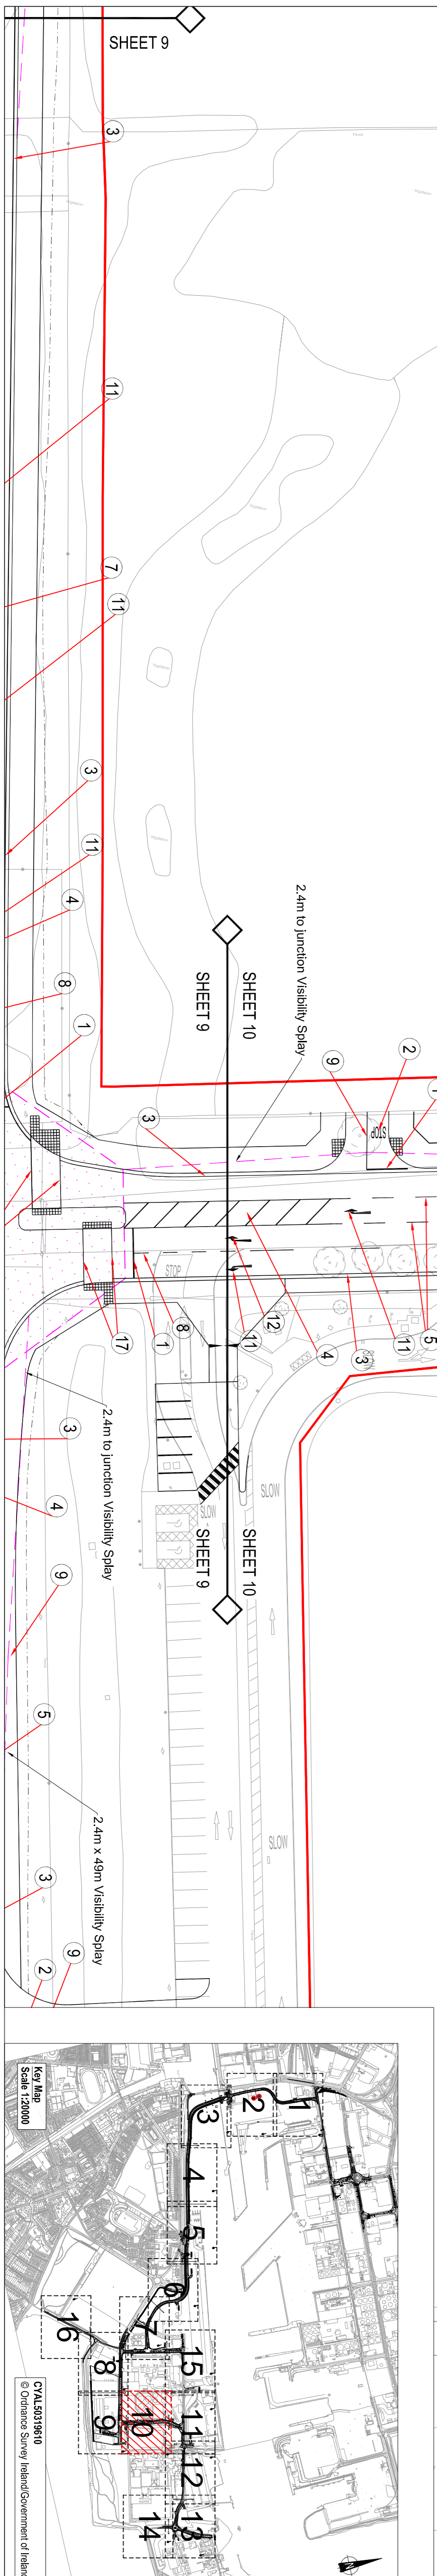 SHEET 9
3
11
7
11
3
11
4
8
1
SHEET 10
SHEET 9
2.4m to junction Visibility Splay
9
2
1
STOP
3
STOP
17
1
8
11
12
4
3
11
5
SLOW
SLOW
SHEET 10
SHEET 9
2.4m to junction Visibility Splay
3
4
9
5
SLOW
2.4m x 49m Visibility Splay
3
9
2
Key Map
Scale 1:20000
1
2
3
4
5
6
7
8
9
10
11
12
13
14
15
16
CYAL50319610
© Ordnance Survey Ireland/Government of Ireland